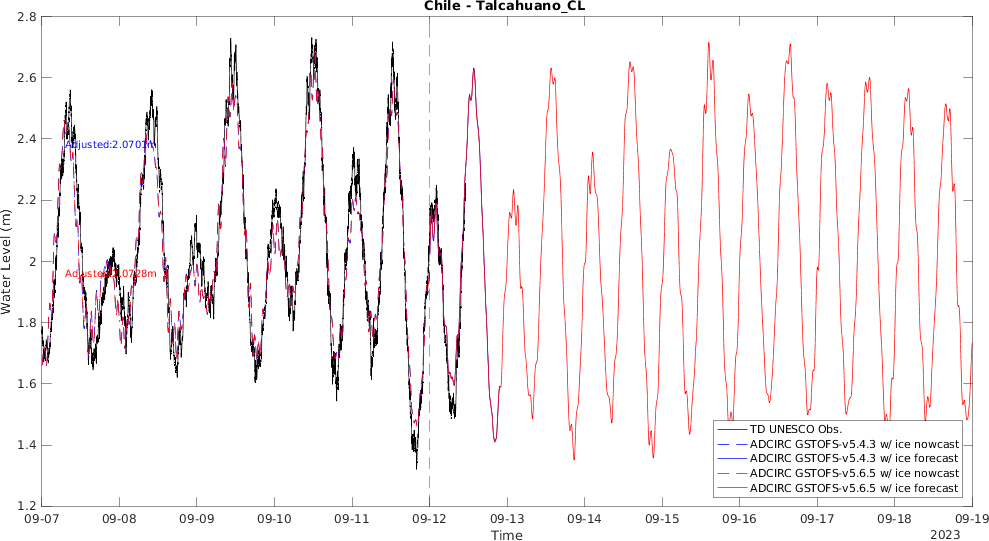 Chile - Talcahuano_CL
2.8
2.6
2.4
2.2
2
1.8
1.6
1.4
1.2
Water Level (m)
Adjusted:2.0701m
Adjusted:2.0728m
TD UNESCO Obs.
ADCIRC GSTOFS-v5.4.3 w/ ice nowcast
ADCIRC GSTOFS-v5.4.3 w/ ice forecast
ADCIRC GSTOFS-v5.6.5 w/ ice nowcast
ADCIRC GSTOFS-v5.6.5 w/ ice forecast
09-07 09-08 09-09 09-10 09-11 09-12 09-13 09-14 09-15 09-16 09-17 09-18 09-19
Time
2023